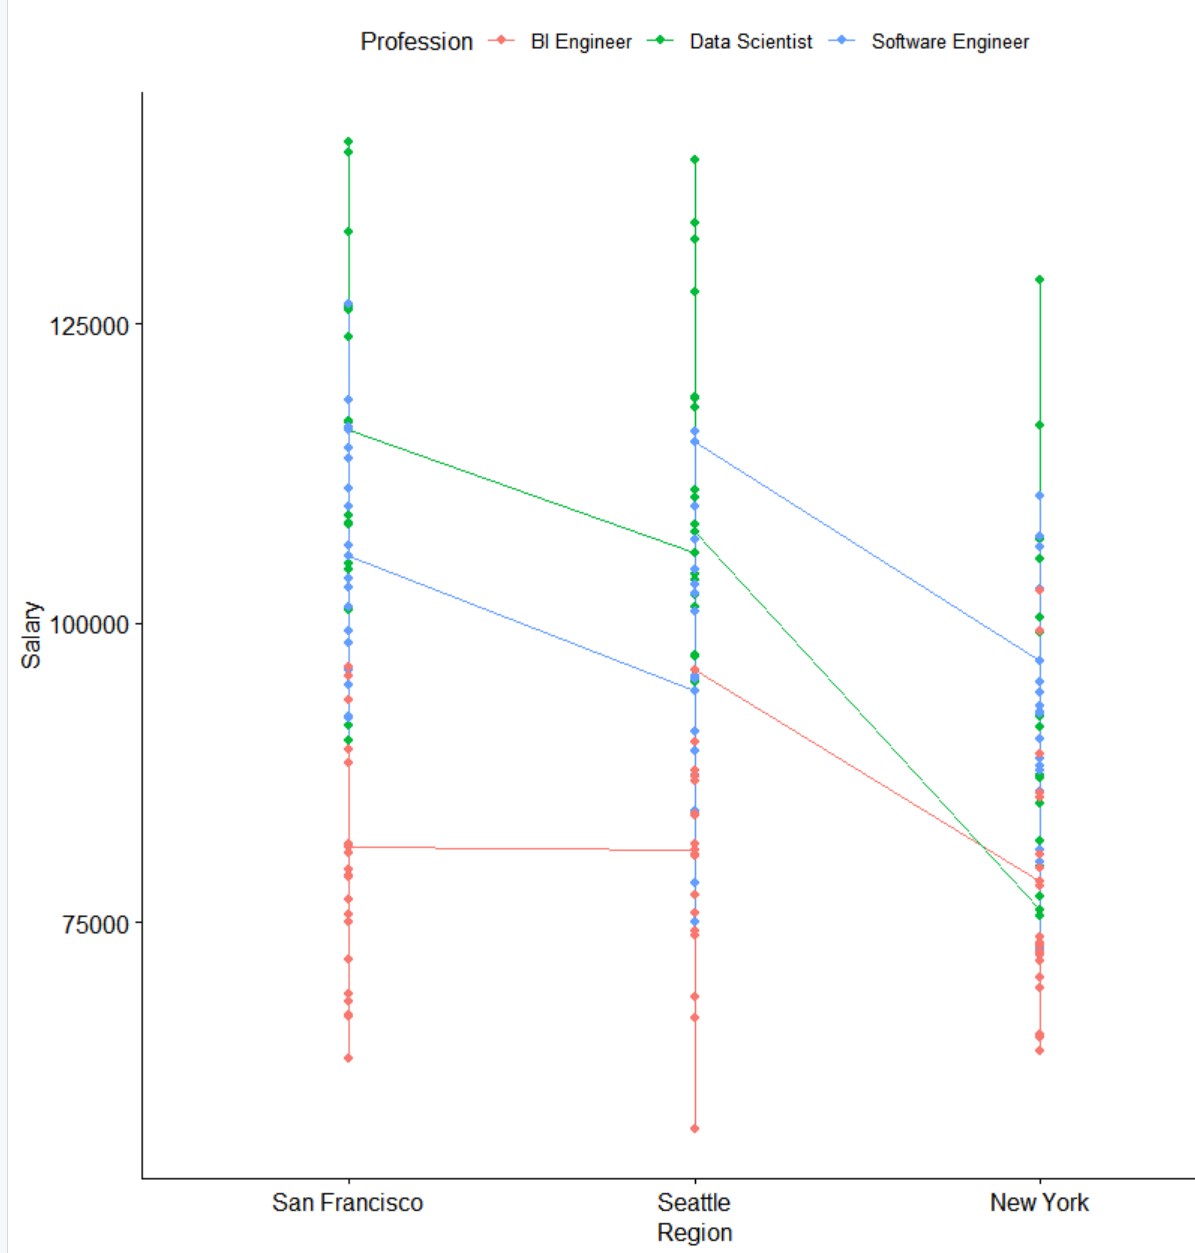 Profession BI Engineer Data Scientist Software Engineer
125000
100000
75000
Salary
San Francisco Seattle New York
Region